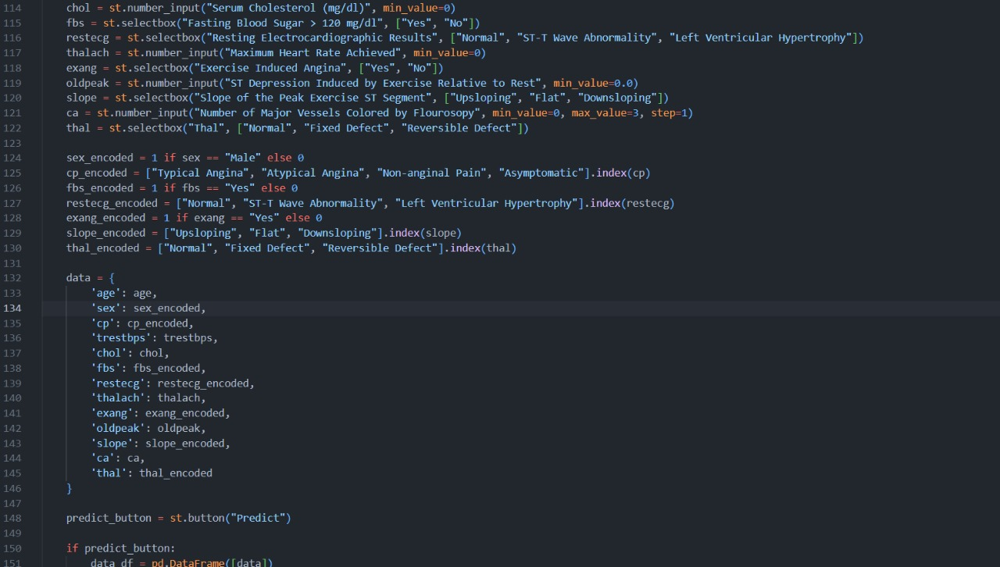 114 chol = st.number_input("Serum Cholesterol (mg/dl)", min_value=0)
115 fbs = st.selectbox("Fasting Blood Sugar > 120 mg/dl", ["Yes", "No"])
116 restecg = st.selectbox("Resting Electrocardiographic Results", ["Normal", "ST-T Wave Abnormality", "Left Ventricular Hypertrophy"])
117 thalach = st.number_input("Maximum Heart Rate Achieved", min_value=0)
118 exang = st.selectbox("Exercise Induced Angina", ["Yes", "No"])
119 oldpeak = st.number_input("ST Depression Induced by Exercise Relative to Rest", min_value=0.0)
120 slope = st.selectbox("Slope of the Peak Exercise ST Segment", ["Upsloping", "Flat", "Downsloping"])
121 ca = st.number_input("Number of Major Vessels Colored by Flourosopy", min_value=0, max_value=3, step=1)
122 thal = st.selectbox("Thal", ["Normal", "Fixed Defect", "Reversible Defect"])
123
124 sex_encoded = 1 if sex == "Male" else 0
125 cp_encoded = ["Typical Angina", "Atypical Angina", "Non-anginal Pain", "Asymptomatic"].index(cp)
126 fbs_encoded = 1 if fbs == "Yes" else 0
127 restecg_encoded = ["Normal", "ST-T Wave Abnormality", "Left Ventricular Hypertrophy"].index(restecg)
128 exang_encoded = 1 if exang == "Yes" else 0
129 slope_encoded = ["Upsloping", "Flat", "Downsloping"].index(slope)
130 thal_encoded = ["Normal", "Fixed Defect", "Reversible Defect"].index(thal)
131
132 data = {
133 'age': age,
134 'sex': sex_encoded,
135 'cp': cp_encoded,
136 'trestbps': trestbps,
137 'chol': chol,
138 'fbs': fbs_encoded,
139 'restecg': restecg_encoded,
140 'thalach': thalach,
141 'exang': exang_encoded,
142 'oldpeak': oldpeak,
143 'slope': slope_encoded,
144 'ca': ca,
145 'thal': thal_encoded
146 }
147
148 predict_button = st.button("Predict")
149
150 if predict_button:
151 data_df = pd.DataFrame([data])